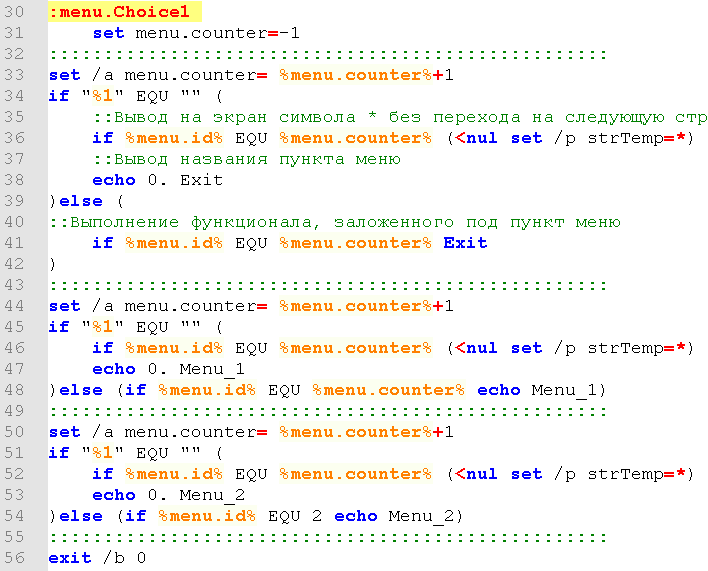 30 :menu.Choice1
31     set menu.counter=-1
32 :::::::::::::::::::::::::::::::::::::::::::::::::::
33 set /a menu.counter= %menu.counter%+1
34 if "%1" EQU "" (
35     ::Вывод на экран символа * без перехода на следующую стр
36     if %menu.id% EQU %menu.counter% (<nul set /p strTemp=*)
37     ::Вывод названия пункта меню
38     echo 0. Exit
39 )else (
40 ::Выполнение функционала, заложенного под пункт меню
41     if %menu.id% EQU %menu.counter% Exit
42 )
43 :::::::::::::::::::::::::::::::::::::::::::::::::::
44 set /a menu.counter= %menu.counter%+1
45 if "%1" EQU "" (
46     if %menu.id% EQU %menu.counter% (<nul set /p strTemp=*)
47     echo 0. Menu_1
48 )else (if %menu.id% EQU %menu.counter% echo Menu_1)
49 :::::::::::::::::::::::::::::::::::::::::::::::::::
50 set /a menu.counter= %menu.counter%+1
51 if "%1" EQU "" (
52     if %menu.id% EQU %menu.counter% (<nul set /p strTemp=*)
53     echo 0. Menu_2
54 )else (if %menu.id% EQU 2 echo Menu_2)
55 :::::::::::::::::::::::::::::::::::::::::::::::::::
56 exit /b 0